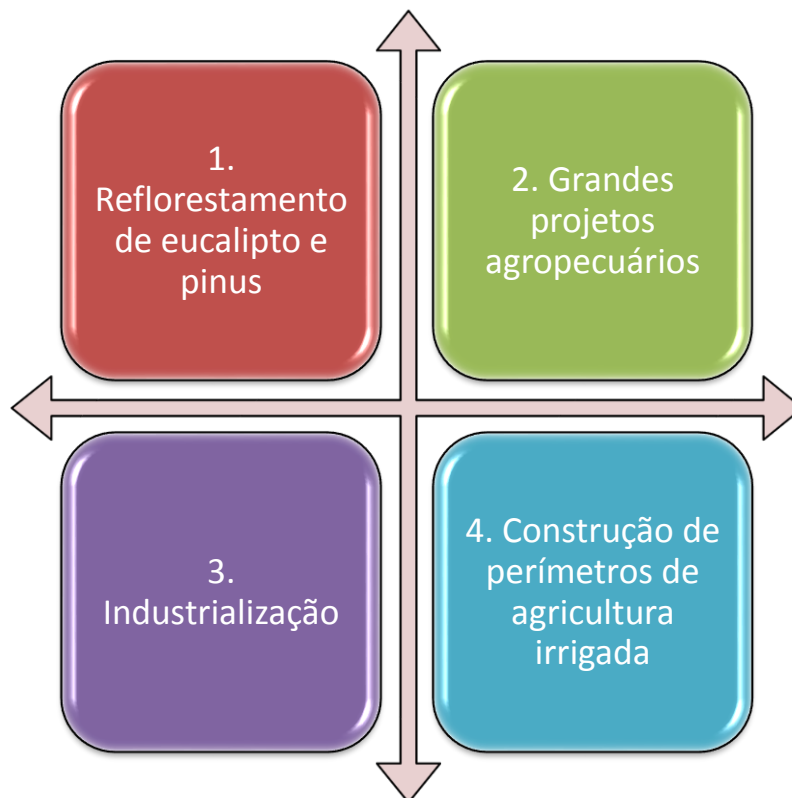 1.
Reflorestamento
de eucalipto e
pinus
2. Grandes
projetos
agropecuários
3.
Industrialização
4. Construção de
perímetros de
agricultura
irrigada